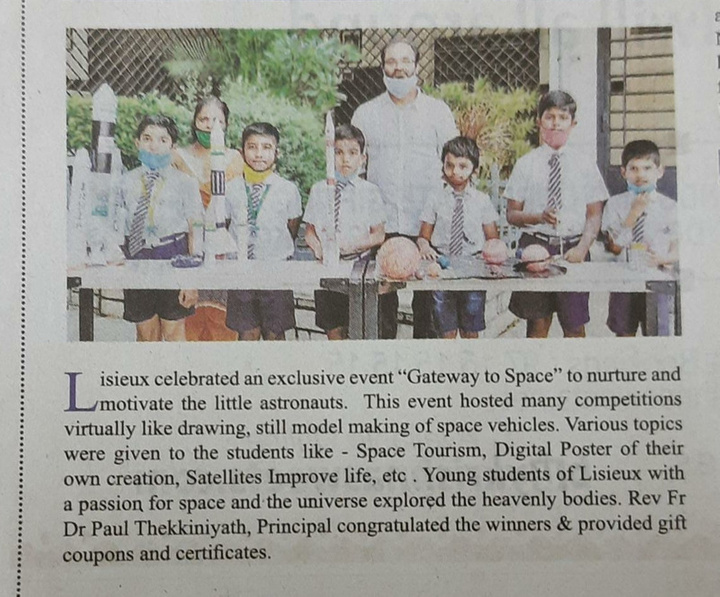 Lisieux celebrated an exclusive event “Gateway to Space” to nurture and
motivate the little astronauts. This event hosted many competitions
virtually like drawing, still model making of space vehicles. Various topics
were given to the students like - Space Tourism, Digital Poster of their
own creation, Satellites Improve life, etc . Young students of Lisieux with
a passion for space and the universe explored the heavenly bodies. Rev Fr
Dr Paul Thekkiniyath, Principal congratulated the winners & provided gift
coupons and certificates.